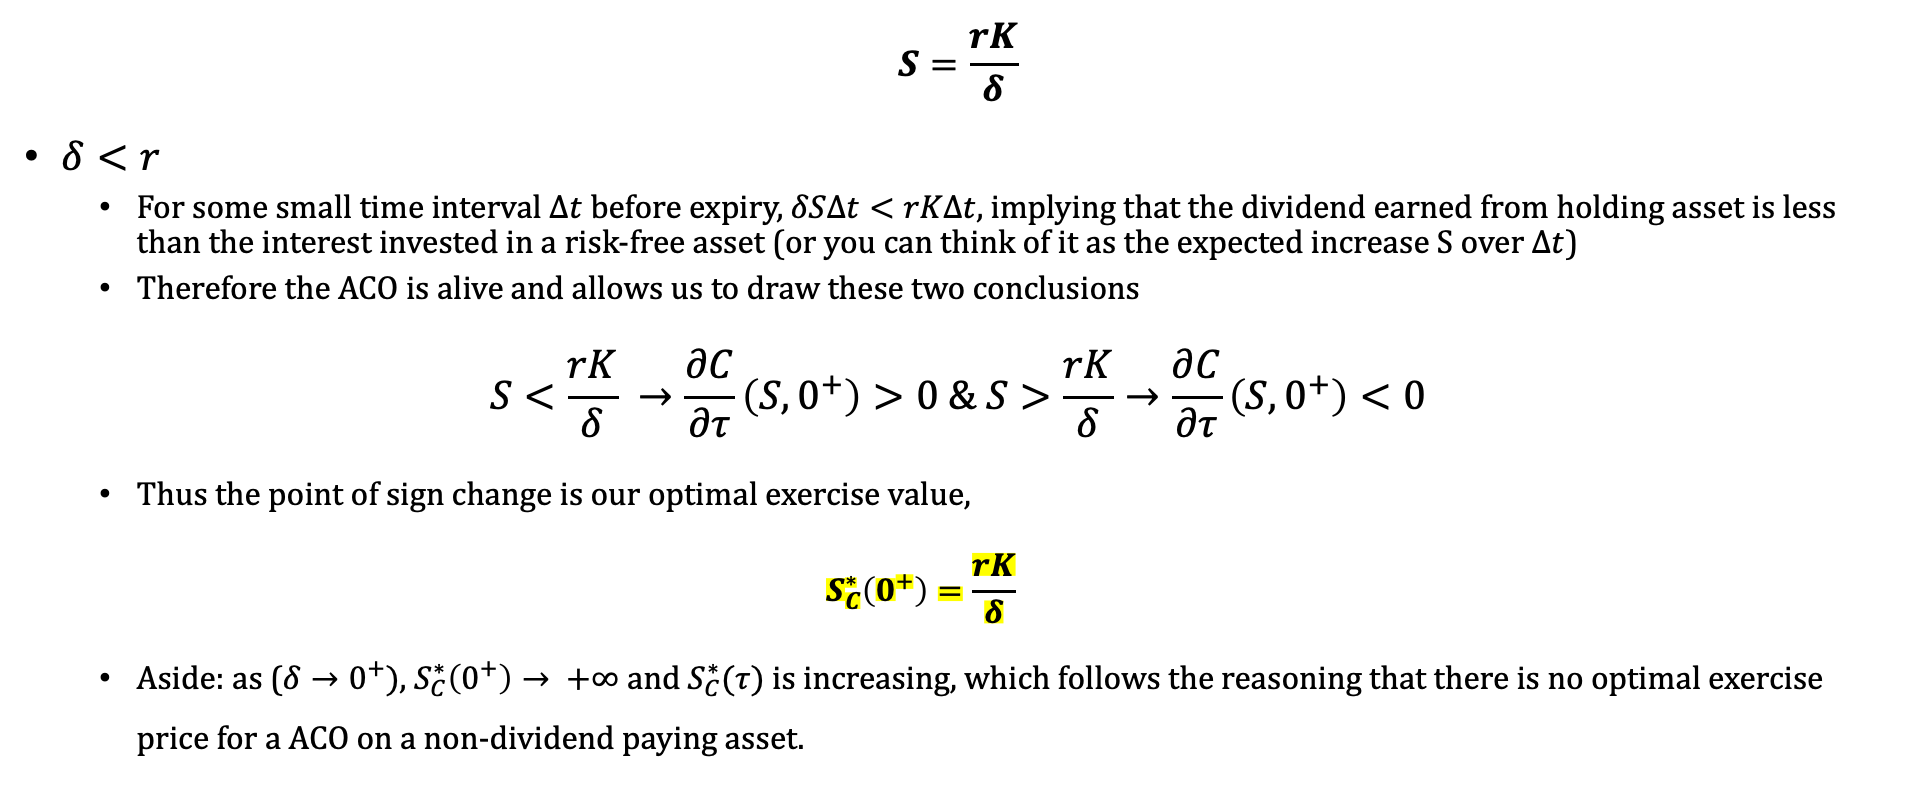 S = rK/δ
• δ < r
• For some small time interval Δt before expiry, δSΔt < rKΔt, implying that the dividend earned from holding asset is less
than the interest invested in a risk-free asset (or you can think of it as the expected increase S over Δt)
• Therefore the ACO is alive and allows us to draw these two conclusions
S < rK/δ → ∂C/∂τ (S, 0⁺) > 0 & S > rK/δ → ∂C/∂τ (S, 0⁺) < 0
• Thus the point of sign change is our optimal exercise value,
S*_C(0⁺) = rK/δ
• Aside: as (δ → 0⁺), S*_C(0⁺) → +∞ and S*_C(τ) is increasing, which follows the reasoning that there is no optimal exercise
price for a ACO on a non-dividend paying asset.